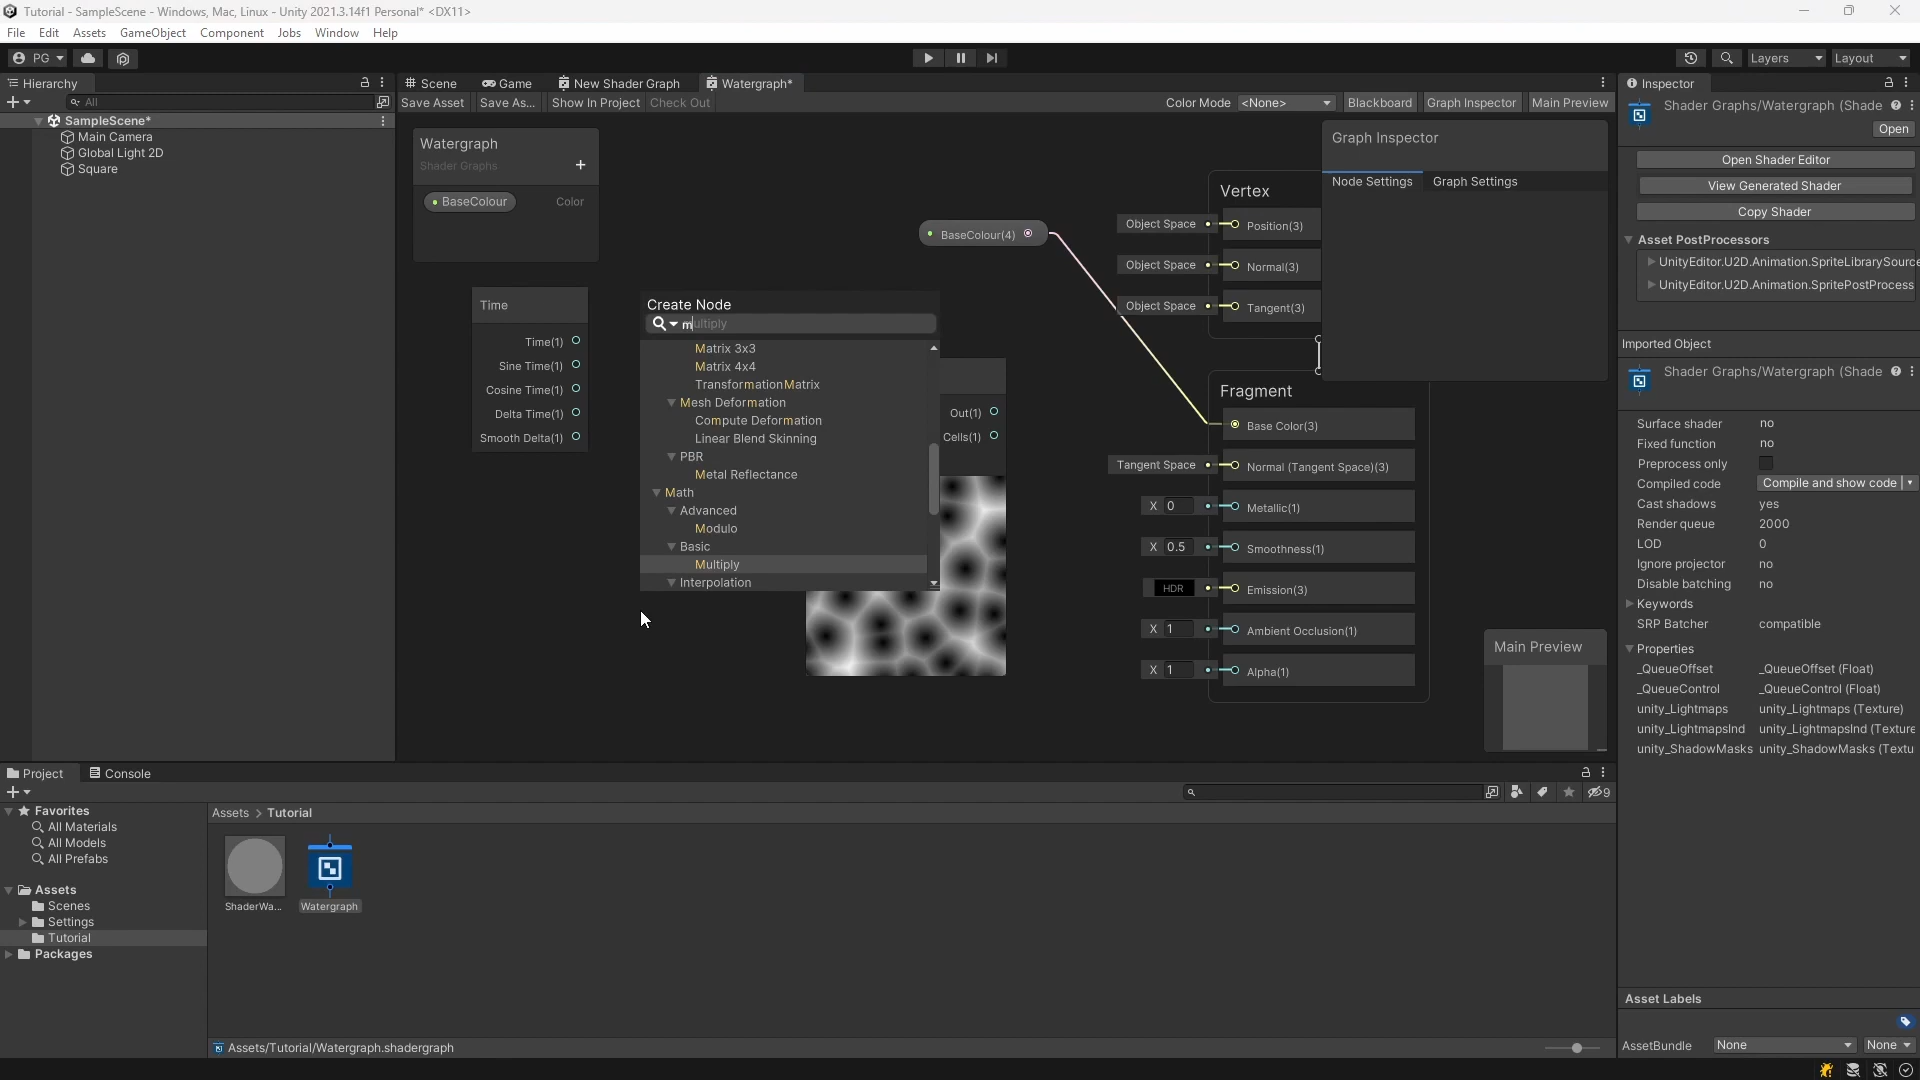 Tutorial - SampleScene - Windows, Mac, Linux - Unity 2021.3.14f1 Personal* <DX11>
File Edit Assets GameObject Component Jobs Window Help
PG Layers Layout
Hierarchy
All
SampleScene*
Main Camera
Global Light 2D
Square
Scene Game New Shader Graph Watergraph*
Save Asset Save As... Show In Project Check Out Color Mode <None> Blackboard Graph Inspector Main Preview
Watergraph
Shader Graphs
BaseColour Color
Time
Time(1)
Sine Time(1)
Cosine Time(1)
Delta Time(1)
Smooth Delta(1)
Create Node
multiply
Matrix 3x3
Matrix 4x4
TransformationMatrix
Mesh Deformation
Compute Deformation
Linear Blend Skinning
PBR
Metal Reflectance
Math
Advanced
Modulo
Basic
Multiply
Interpolation
Out(1)
Cells(1)
BaseColour(4)
Vertex
Object Space Position(3)
Object Space Normal(3)
Object Space Tangent(3)
Fragment
Base Color(3)
Tangent Space Normal (Tangent Space)(3)
X 0 Metallic(1)
X 0.5 Smoothness(1)
HDR Emission(3)
X 1 Ambient Occlusion(1)
X 1 Alpha(1)
Graph Inspector
Node Settings Graph Settings
Main Preview
Inspector
Shader Graphs/Watergraph (Shade
Open
Open Shader Editor
View Generated Shader
Copy Shader
Asset PostProcessors
UnityEditor.U2D.Animation.SpriteLibrarySource
UnityEditor.U2D.Animation.SpritePostProcess
Imported Object
Shader Graphs/Watergraph (Shade
Surface shader no
Fixed function no
Preprocess only
Compiled code Compile and show code
Cast shadows yes
Render queue 2000
LOD 0
Ignore projector no
Disable batching no
Keywords
SRP Batcher compatible
Properties
_QueueOffset _QueueOffset (Float)
_QueueControl _QueueControl (Float)
unity_Lightmaps unity_Lightmaps (Texture)
unity_LightmapsInd unity_LightmapsInd (Texture
unity_ShadowMasks unity_ShadowMasks (Textu
Asset Labels
AssetBundle None None
Project Console
9
Favorites
All Materials
All Models
All Prefabs
Assets
Scenes
Settings
Tutorial
Packages
Assets > Tutorial
ShaderWa... Watergraph
Assets/Tutorial/Watergraph.shadergraph